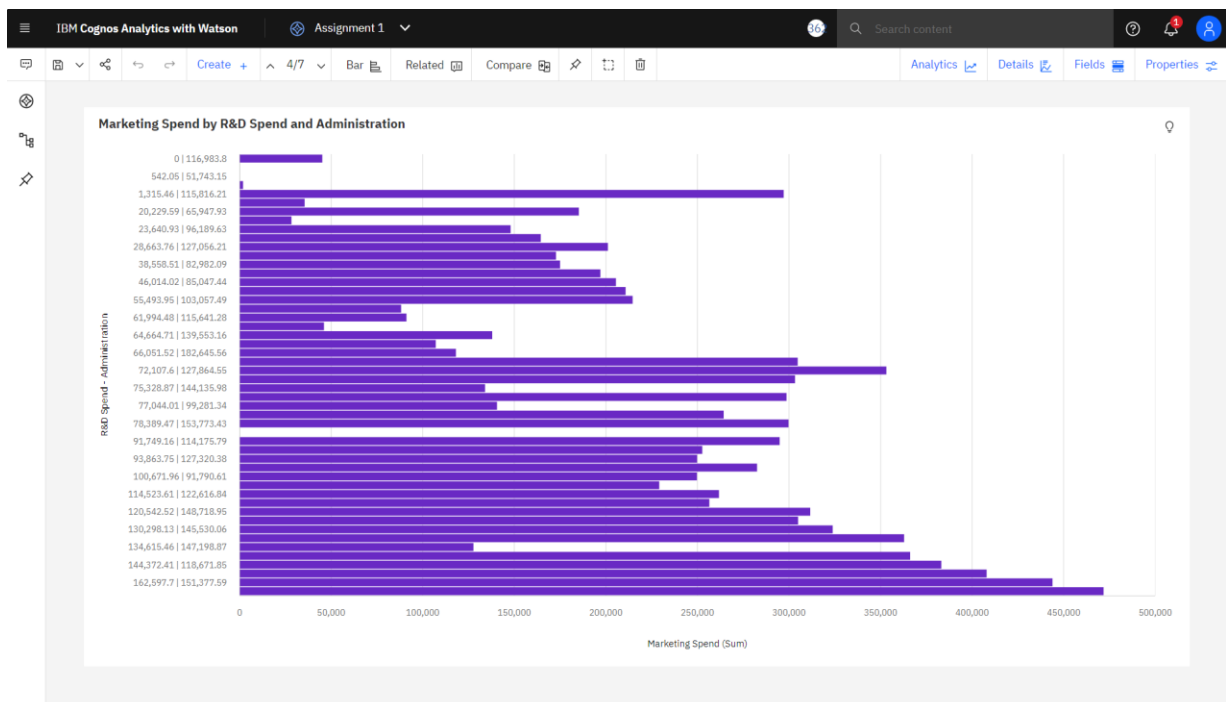 IBM Cognos Analytics with Watson
Assignment 1
362
Search content
1
Create +
4/7
Bar
Related
Compare
Analytics
Details
Fields
Properties
Marketing Spend by R&D Spend and Administration
R&D Spend - Administration
0 | 116,983.8
542.05 | 51,743.15
1,315.46 | 115,816.21
20,229.59 | 65,947.93
23,640.93 | 96,189.63
28,663.76 | 127,056.21
38,558.51 | 82,982.09
46,014.02 | 85,047.44
55,493.95 | 103,057.49
61,994.48 | 115,641.28
64,664.71 | 139,553.16
66,051.52 | 182,645.56
72,107.6 | 127,864.55
75,328.87 | 144,135.98
77,044.01 | 99,281.34
78,389.47 | 153,773.43
91,749.16 | 114,175.79
93,863.75 | 127,320.38
100,671.96 | 91,790.61
114,523.61 | 122,616.84
120,542.52 | 148,718.95
130,298.13 | 145,530.06
134,615.46 | 147,198.87
144,372.41 | 118,671.85
162,597.7 | 151,377.59
0 50,000 100,000 150,000 200,000 250,000 300,000 350,000 400,000 450,000 500,000
Marketing Spend (Sum)